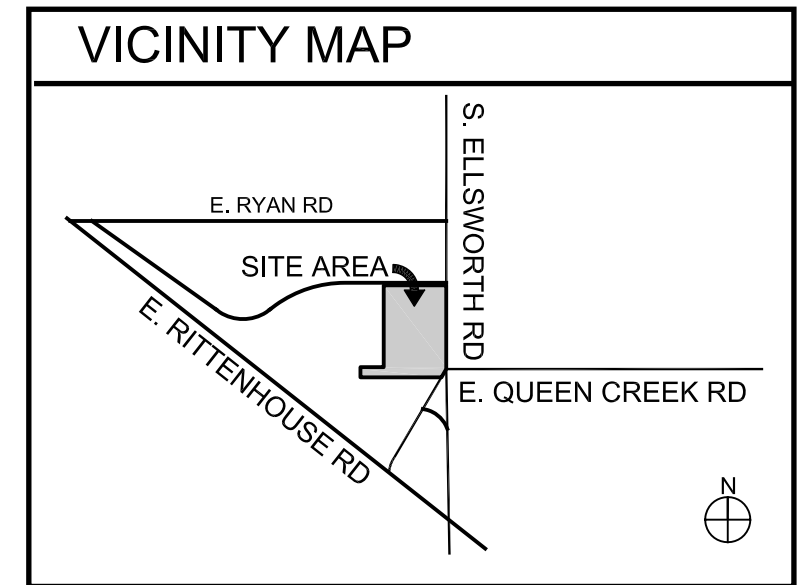 VICINITY MAP
S. ELLSWORTH RD
E. RYAN RD
SITE AREA
E. RITTENHOUSE RD
E. QUEEN CREEK RD
N